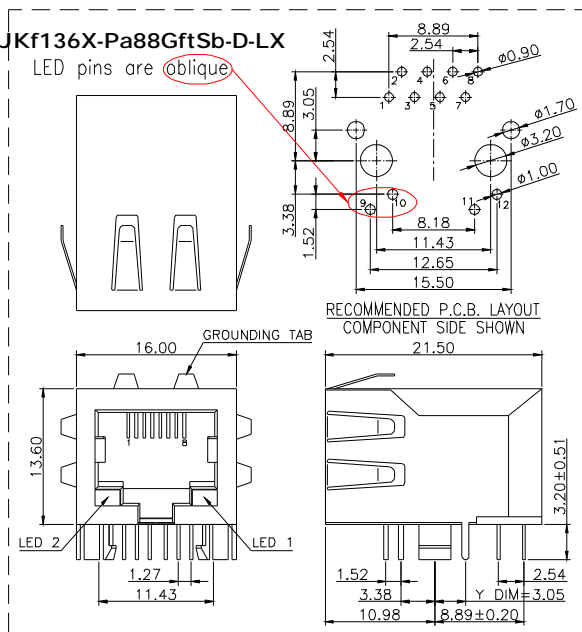 JKf136X-Pa88GftSb-D-LX
LED pins are oblique
8.89
2.54
2.54
ø0.90
2 4 6 8
1 3 5 7
8.89
3.05
ø1.70
ø3.20
ø1.00
3.38
1.52
9 10 11 12
8.18
11.43
12.65
15.50
RECOMMENDED P.C.B. LAYOUT
COMPONENT SIDE SHOWN
GROUNDING TAB
16.00
21.50
13.60
1 8
3.20±0.51
LED 2
LED 1
1.27
11.43
1.52
2.54
3.38
Y DIM=3.05
10.98
8.89±0.20